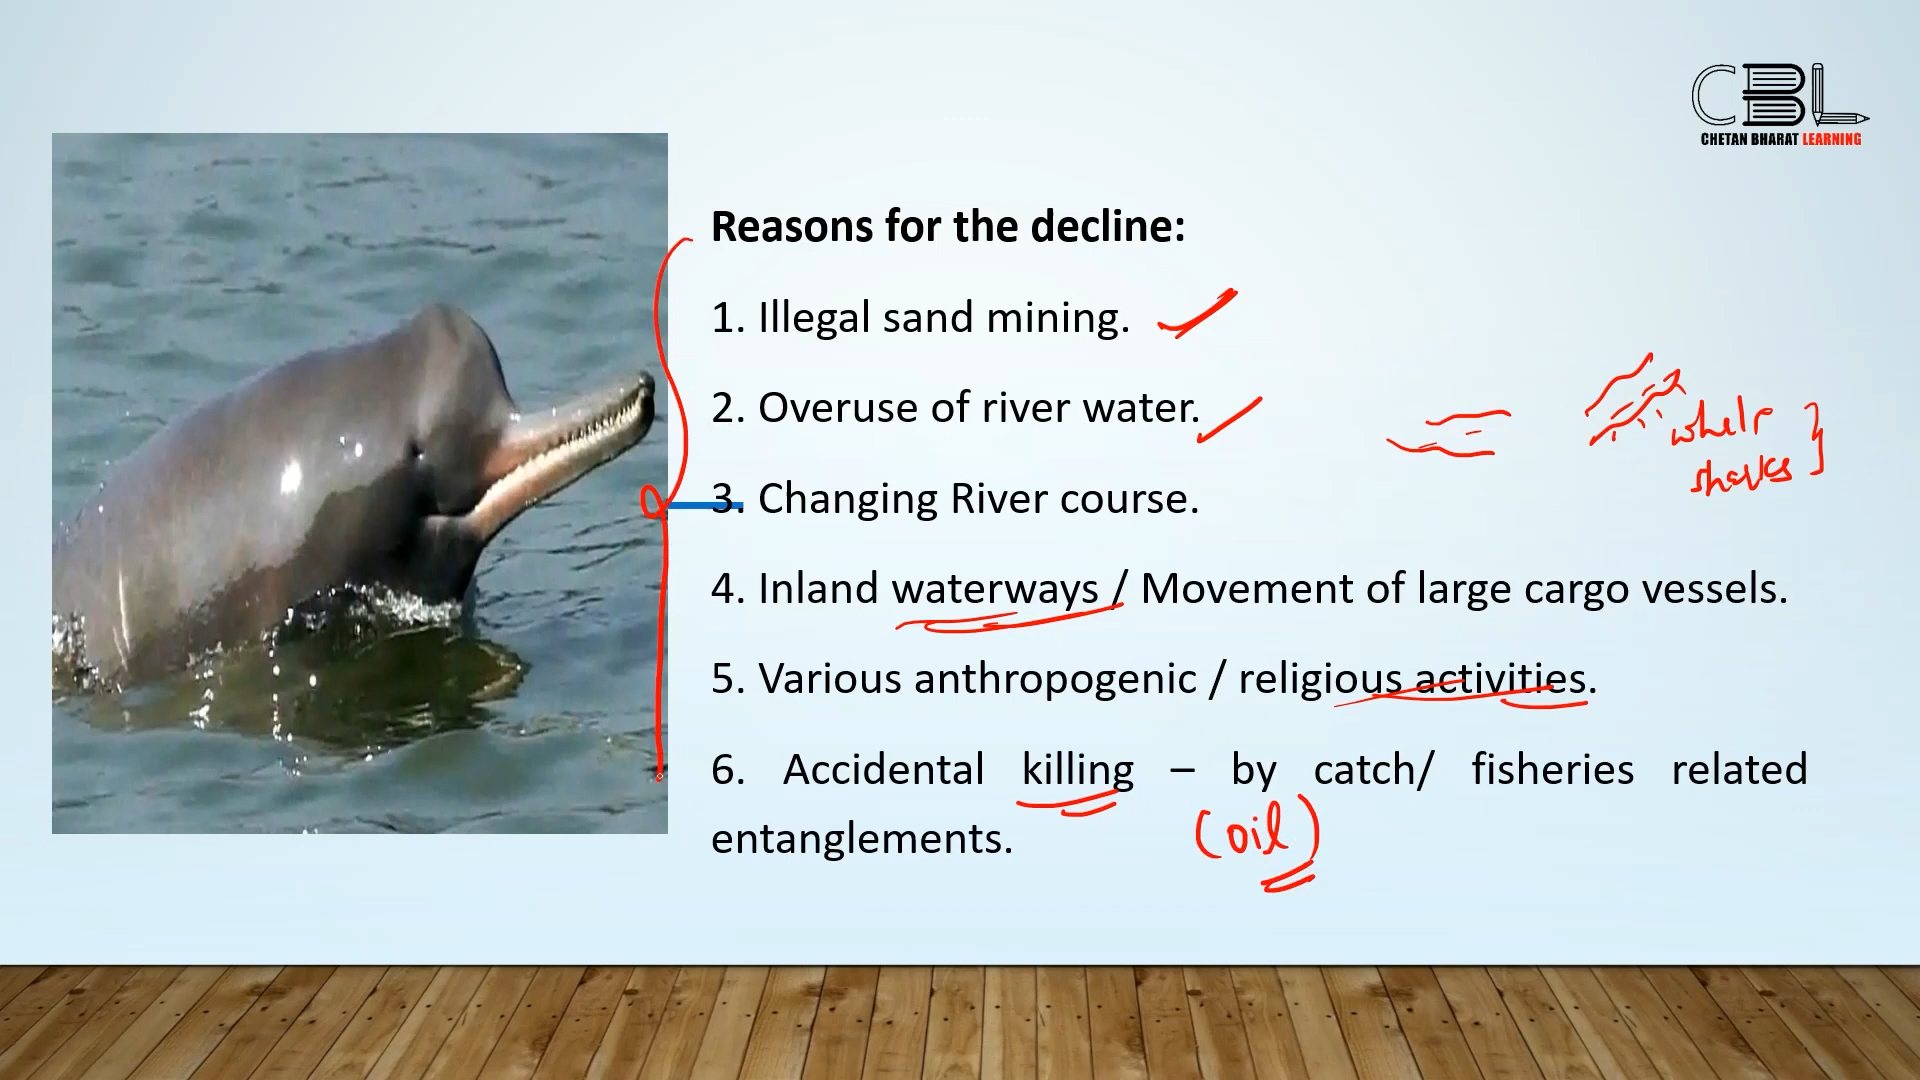 CBL
CHETAN BHARAT LEARNING
Reasons for the decline:
1. Illegal sand mining.
2. Overuse of river water.
3. Changing River course.
4. Inland waterways / Movement of large cargo vessels.
5. Various anthropogenic / religious activities.
6. Accidental killing – by catch/ fisheries related
entanglements.
(oil)
sharks